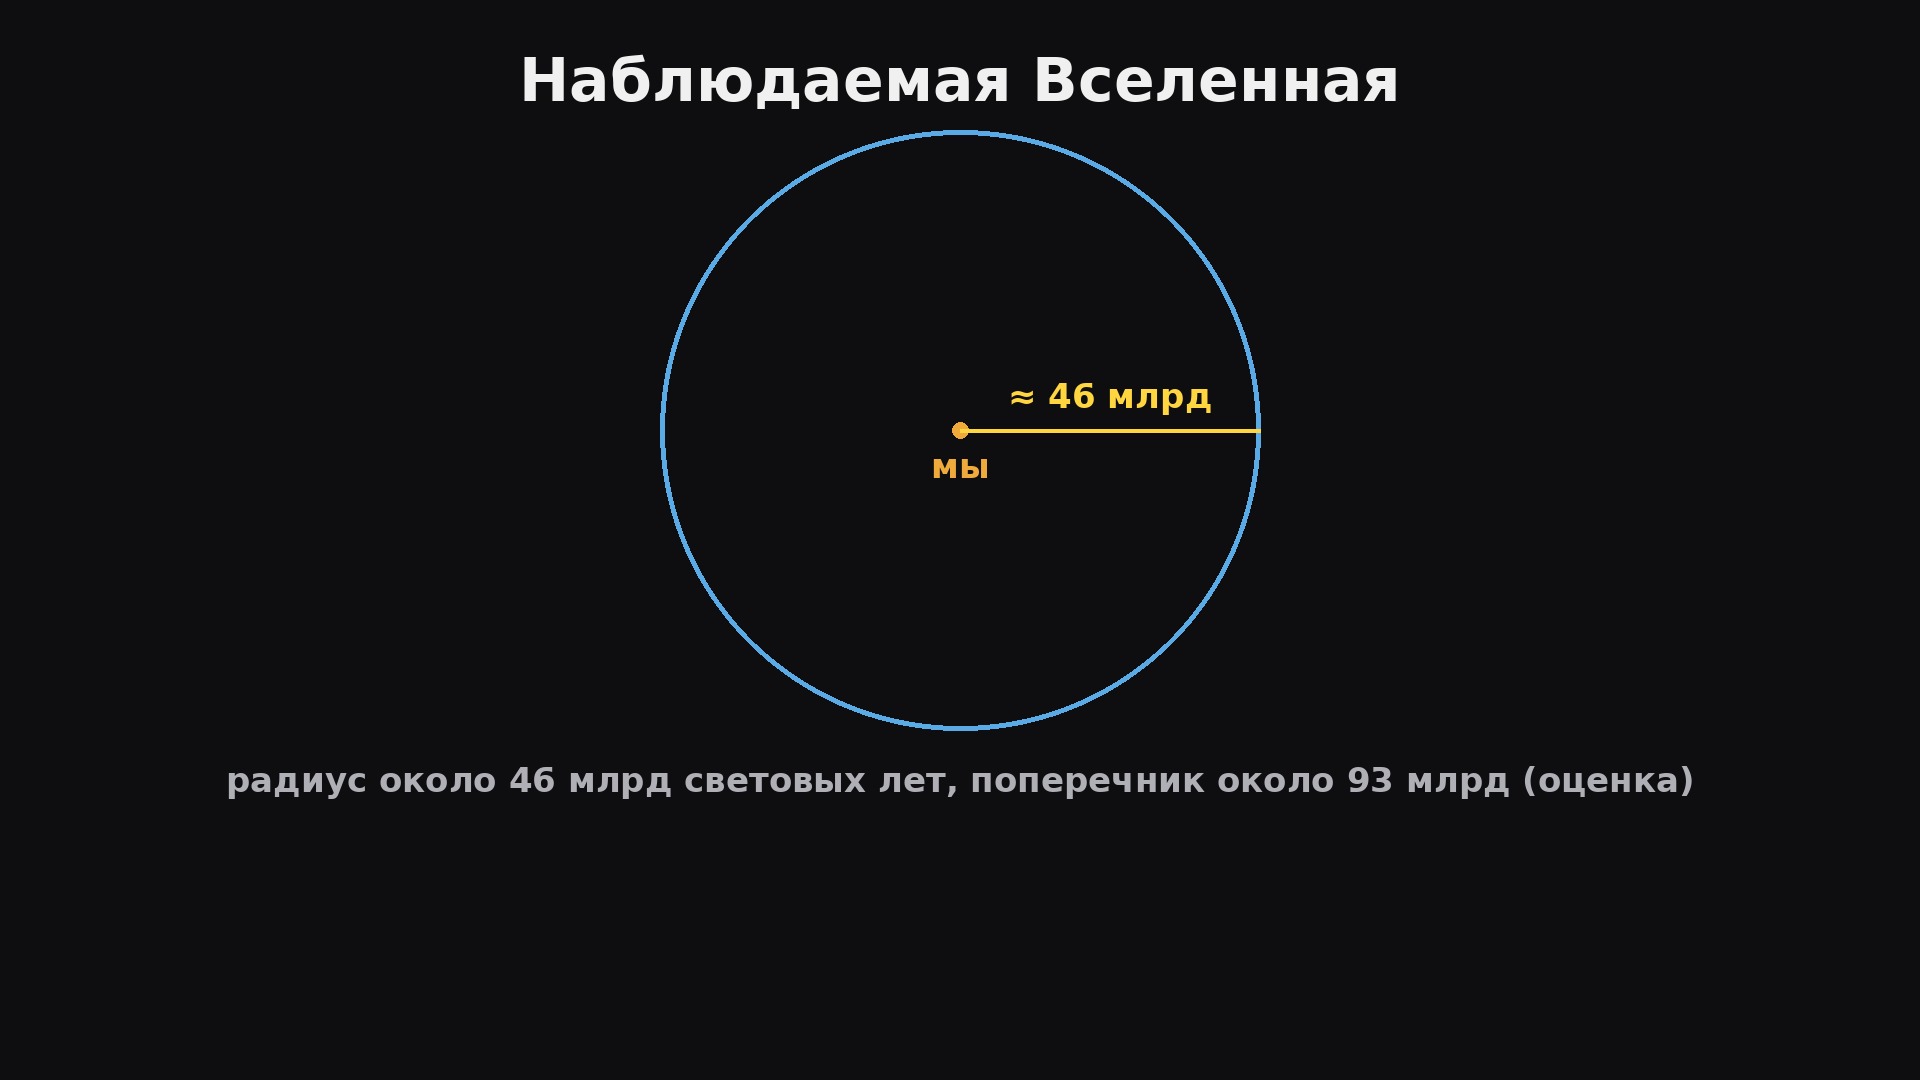 Наблюдаемая Вселенная
≈ 46 млрд
мы
радиус около 46 млрд световых лет, поперечник около 93 млрд (оценка)